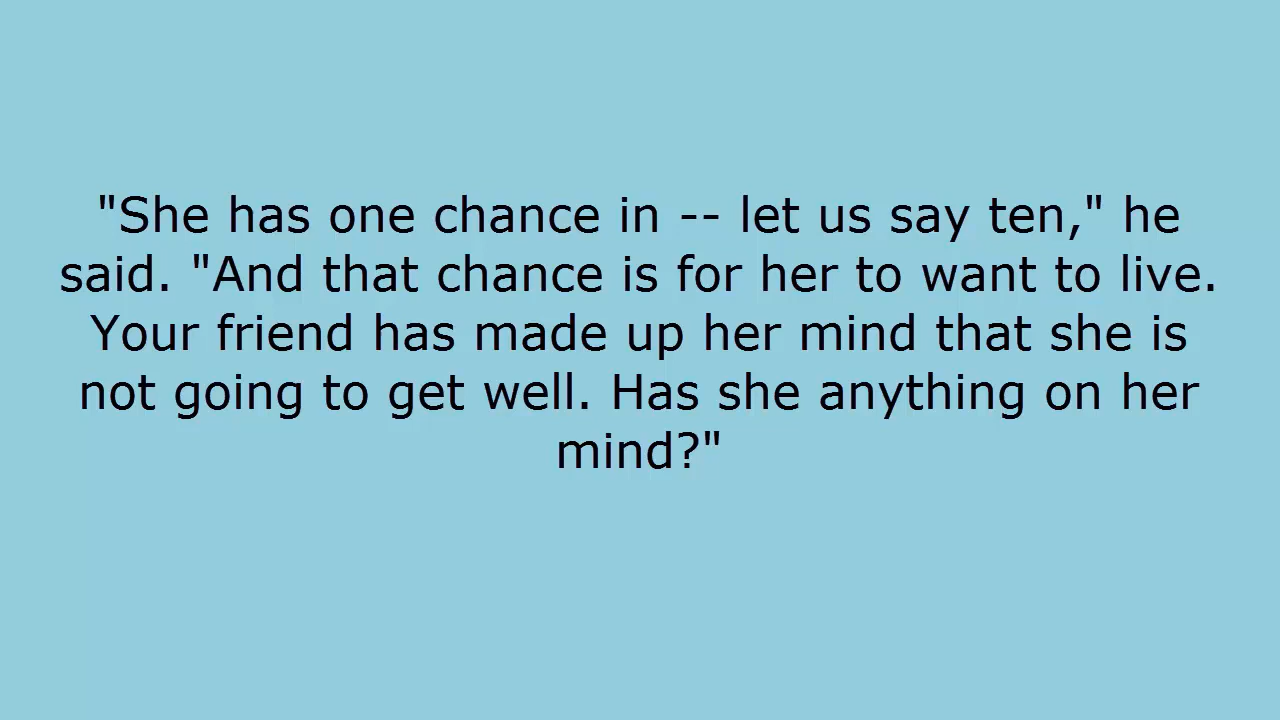 "She has one chance in -- let us say ten," he
said. "And that chance is for her to want to live.
Your friend has made up her mind that she is
not going to get well. Has she anything on her
mind?"